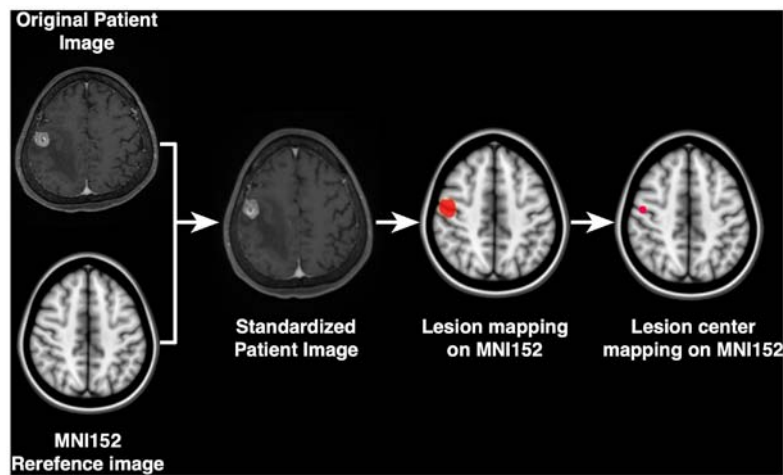 Original Patient
Image
Standardized
Patient Image
Lesion mapping
on MNI152
Lesion center
mapping on MNI152
MNI152
Rerefence image